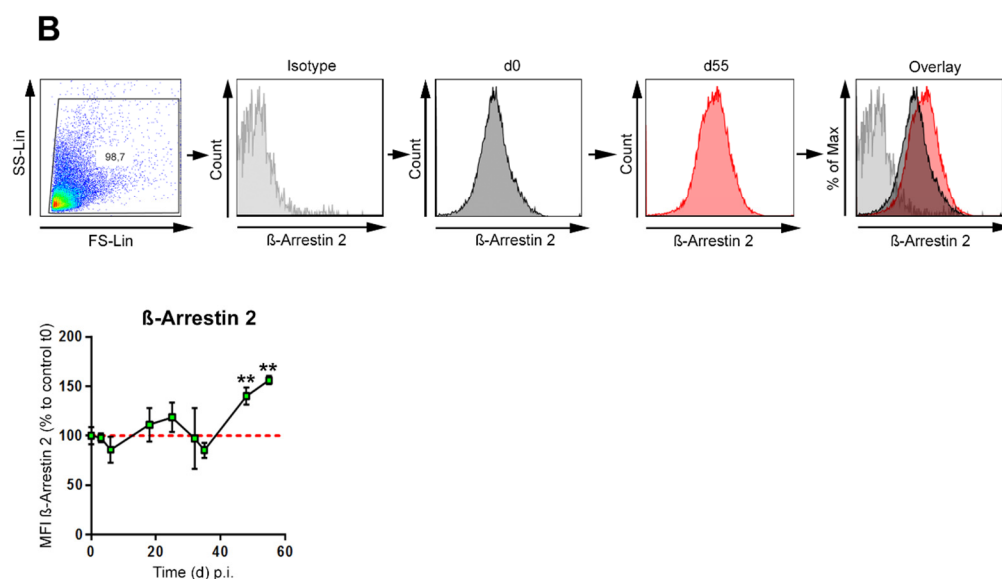 B
Isotype
d0
d55
Overlay
SS-Lin
98,7
FS-Lin
Count
ß-Arrestin 2
Count
ß-Arrestin 2
Count
ß-Arrestin 2
% of Max
ß-Arrestin 2
ß-Arrestin 2
MFI ß-Arrestin 2 (% to control t0)
200
150
100
50
0
**
**
0
20
40
60
Time (d) p.i.